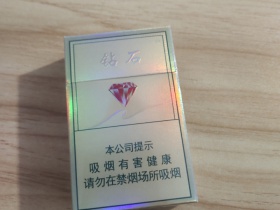 钻石
本公司提示
吸烟有害健康
请勿在禁烟场所吸烟